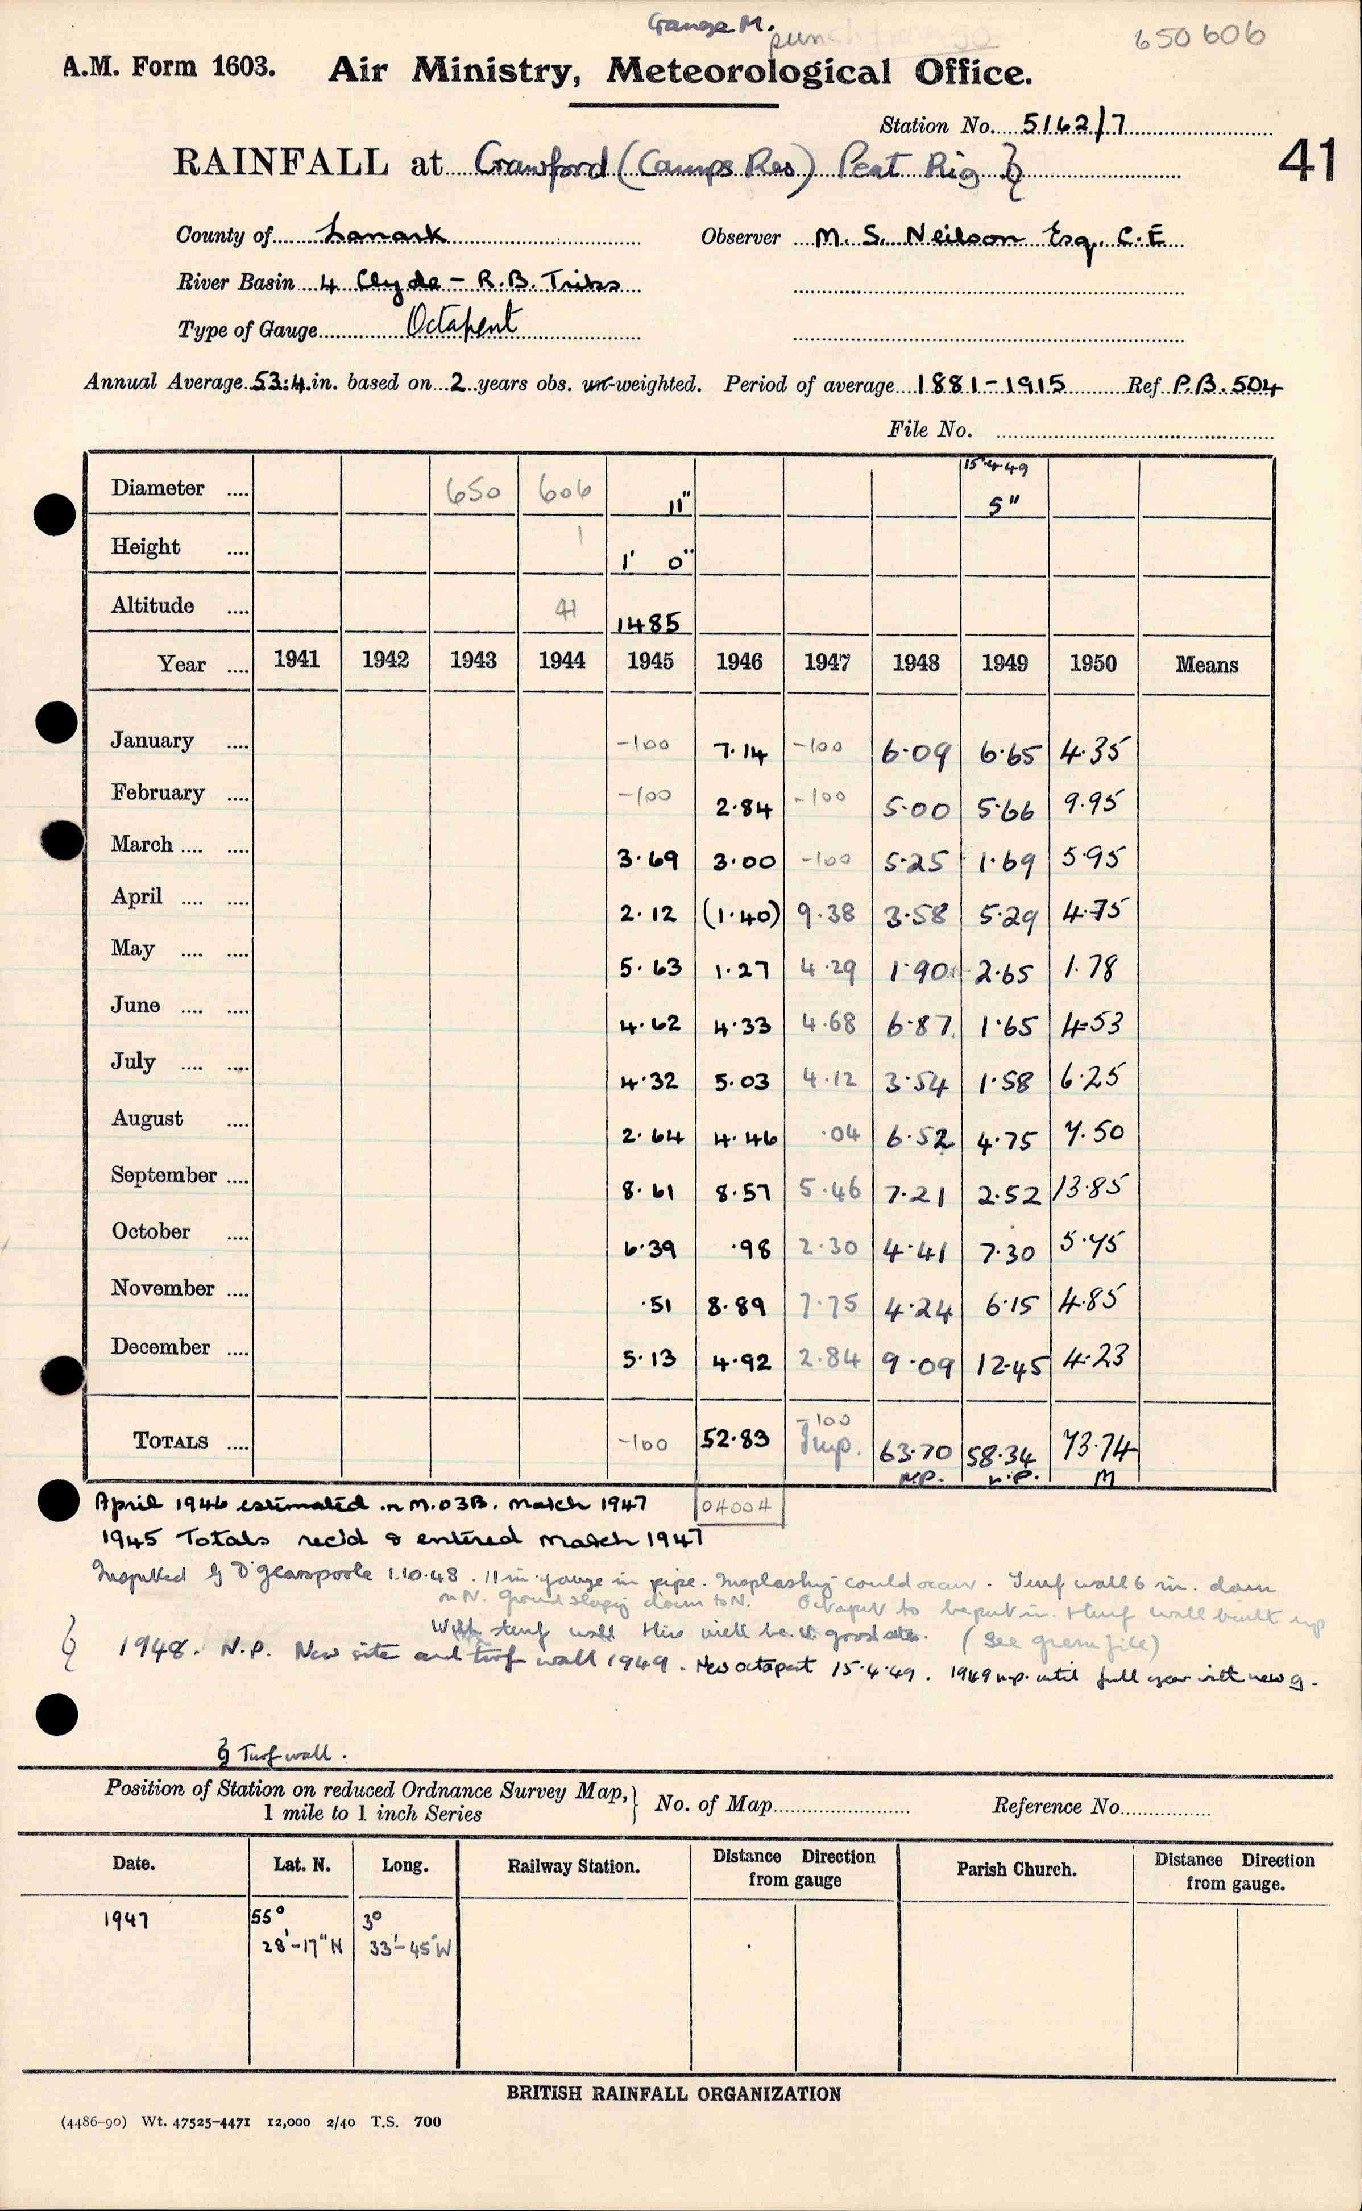 Gauge M.
650606
A.M. Form 1603. Air Ministry, Meteorological Office.
Station No. 5162/7
RAINFALL at Crawford (Camps Res) Peat Rig
41
County of Lanark Observer M. S. Neilson Esq. C.E
River Basin 4 Clyde - R.B. Tribs
Type of Gauge Octapent
Annual Average 53.4 in. based on 2 years obs. un-weighted. Period of average 1881-1915 Ref P.B. 504
File No.
15.4.49
Diameter .... 650 606 11" 5"
Height .... 1 1' 0"
Altitude .... 41 1485
Year .... 1941 1942 1943 1944 1945 1946 1947 1948 1949 1950 Means
January .... -100 7.14 -100 6.09 6.65 4.35
February .... -100 2.84 -100 5.00 5.66 9.95
March .... .... 3.69 3.00 -100 5.25 1.69 5.95
April .... .... 2.12 (1.40) 9.38 3.58 5.29 4.75
May .... .... 5.63 1.27 4.29 1.90 2.65 1.78
June .... .... 4.62 4.33 4.68 6.87 1.65 4.53
July .... .... 4.32 5.03 4.12 3.54 1.58 6.25
August .... 2.64 4.46 .04 6.52 4.75 7.50
September .... 8.61 8.57 5.46 7.21 2.52 13.85
October .... 6.39 .98 2.30 4.41 7.30 5.75
November .... .51 8.89 7.75 4.24 6.15 4.85
December .... 5.13 4.92 2.84 9.09 12.45 4.23
-100
TOTALS .... -100 52.83 Imp. 63.70 58.34 73.74
n.p. n.p. M
April 1946 estimated in M.O3B. March 1947 04004
1945 Totals rec'd & entered March 1947
Inspected by D'Glasspoole 1.10.48. 11 in gauge in pipe. Insplashing could occur. Turf wall 6 in. down
on N. Ground sloping down to N. Octapent to be put in & turf wall built up
With turf wall this will be a good site. (See green file)
1948. N.P. New site and turf wall 1949. New octapent 15.4.49. 1949 n.p. until full year with new g.
Turf wall.
Position of Station on reduced Ordnance Survey Map, No. of Map Reference No.
1 mile to 1 inch Series
Date. Lat. N. Long. Railway Station. Distance Direction from gauge Parish Church. Distance Direction from gauge.
1947 55° 3°
28'-17" N 33'-45" W
BRITISH RAINFALL ORGANIZATION
(4486-90) Wt. 47525-4471 12,000 2/40 T.S. 700